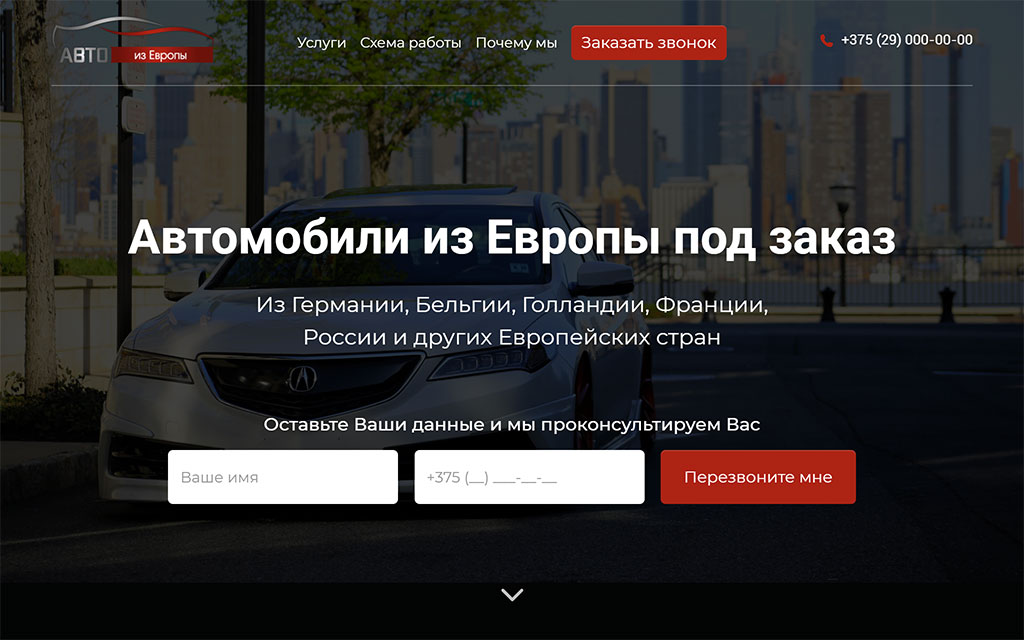 АВТО из Европы
Услуги Схема работы Почему мы Заказать звонок +375 (29) 000-00-00
Автомобили из Европы под заказ
Из Германии, Бельгии, Голландии, Франции,
России и других Европейских стран
Оставьте Ваши данные и мы проконсультируем Вас
Ваше имя +375 (__) ___-__-__ Перезвоните мне